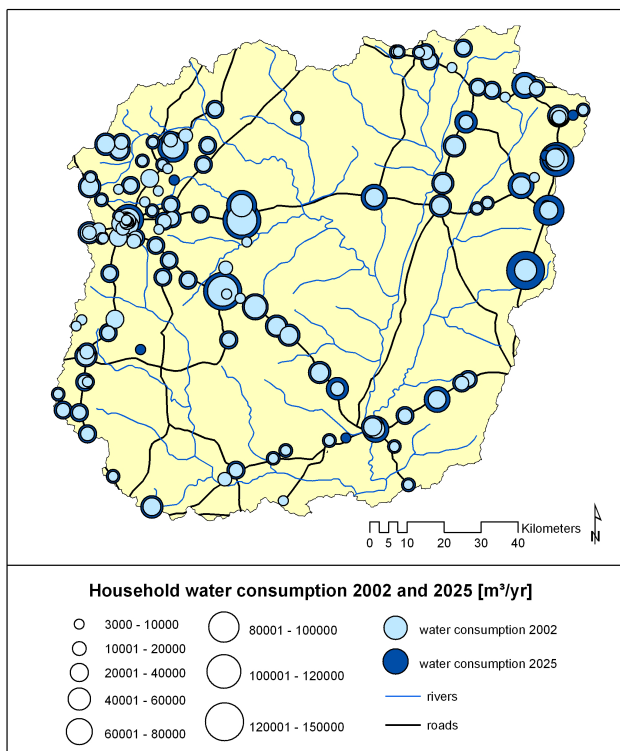 Kilometers
0 5 10 20 30 40
N
Household water consumption 2002 and 2025 [m³/yr]
3000 - 10000
10001 - 20000
20001 - 40000
40001 - 60000
60001 - 80000
80001 - 100000
100001 - 120000
120001 - 150000
water consumption 2002
water consumption 2025
rivers
roads